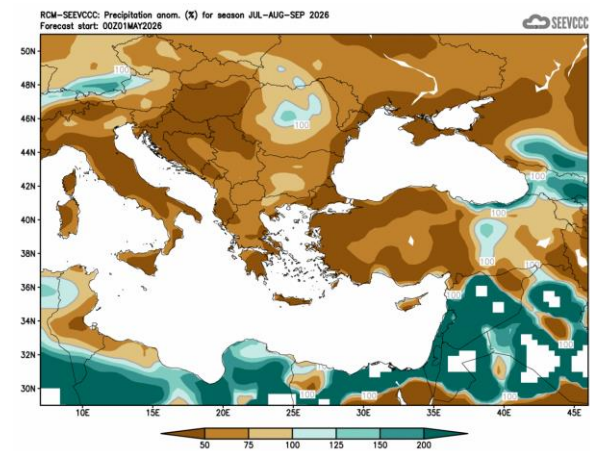 RCM-SEEVCCC: Precipitation anom. (%) for season JUL-AUG-SEP 2026
Forecast start: 00Z01MAY2026
SEEVCCC
50N
48N
46N
44N
42N
40N
38N
36N
34N
32N
30N
100
100
100
100
100
100
100
100
100
100
100
10E
15E
20E
25E
30E
35E
40E
45E
50
75
100
125
150
200